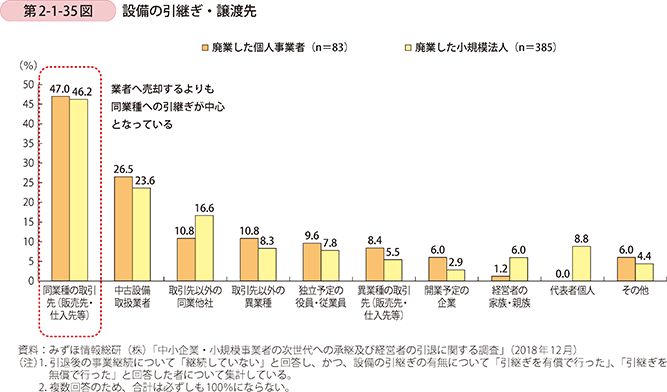 第2-1-35図 設備の引継ぎ・譲渡先
廃業した個人事業者（n＝83） 廃業した小規模法人（n＝385）
（％）
50
45
40
35
30
25
20
15
10
5
0
業者へ売却するよりも
同業種への引継ぎが中心
となっている
47.0 46.2
26.5 23.6
10.8 16.6
10.8 8.3
9.6 7.8
8.4 5.5
6.0 2.9
1.2 6.0
0.0 8.8
6.0 4.4
同業種の取引
先（販売先・
仕入先等）
中古設備
取扱業者
取引先以外の
同業他社
取引先以外の
異業種
独立予定の
役員・従業員
異業種の取引
先（販売先・
仕入先等）
開業予定の
企業
経営者の
家族・親族
代表者個人
その他
資料：みずほ情報総研（株）「中小企業・小規模事業者の次世代への承継及び経営者の引退に関する調査」（2018年12月）
（注）1. 引退後の事業継続について「継続していない」と回答し、かつ、設備の引継ぎの有無について「引継ぎを有償で行った」、「引継ぎを
無償で行った」と回答した者について集計している。
2. 複数回答のため、合計は必ずしも100％にならない。